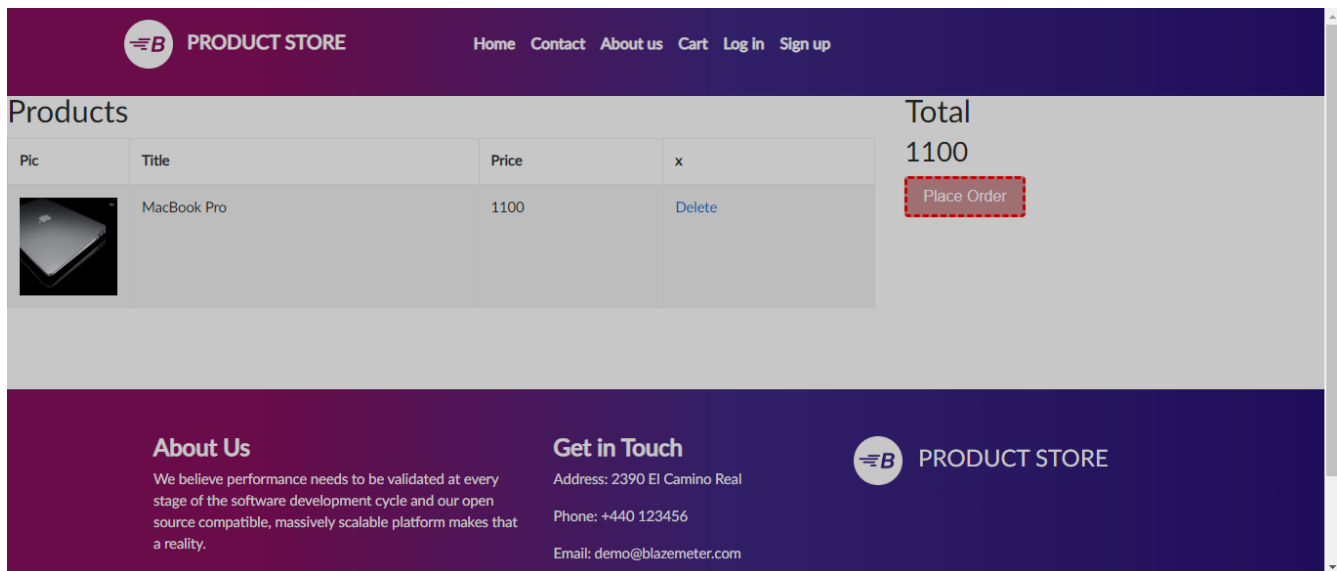 B PRODUCT STORE
Home Contact About us Cart Log in Sign up
Products
Pic Title Price x
MacBook Pro 1100 Delete
Total
1100
Place Order
About Us
We believe performance needs to be validated at every
stage of the software development cycle and our open
source compatible, massively scalable platform makes that
a reality.
Get in Touch
Address: 2390 El Camino Real
Phone: +440 123456
Email: demo@blazemeter.com
B PRODUCT STORE